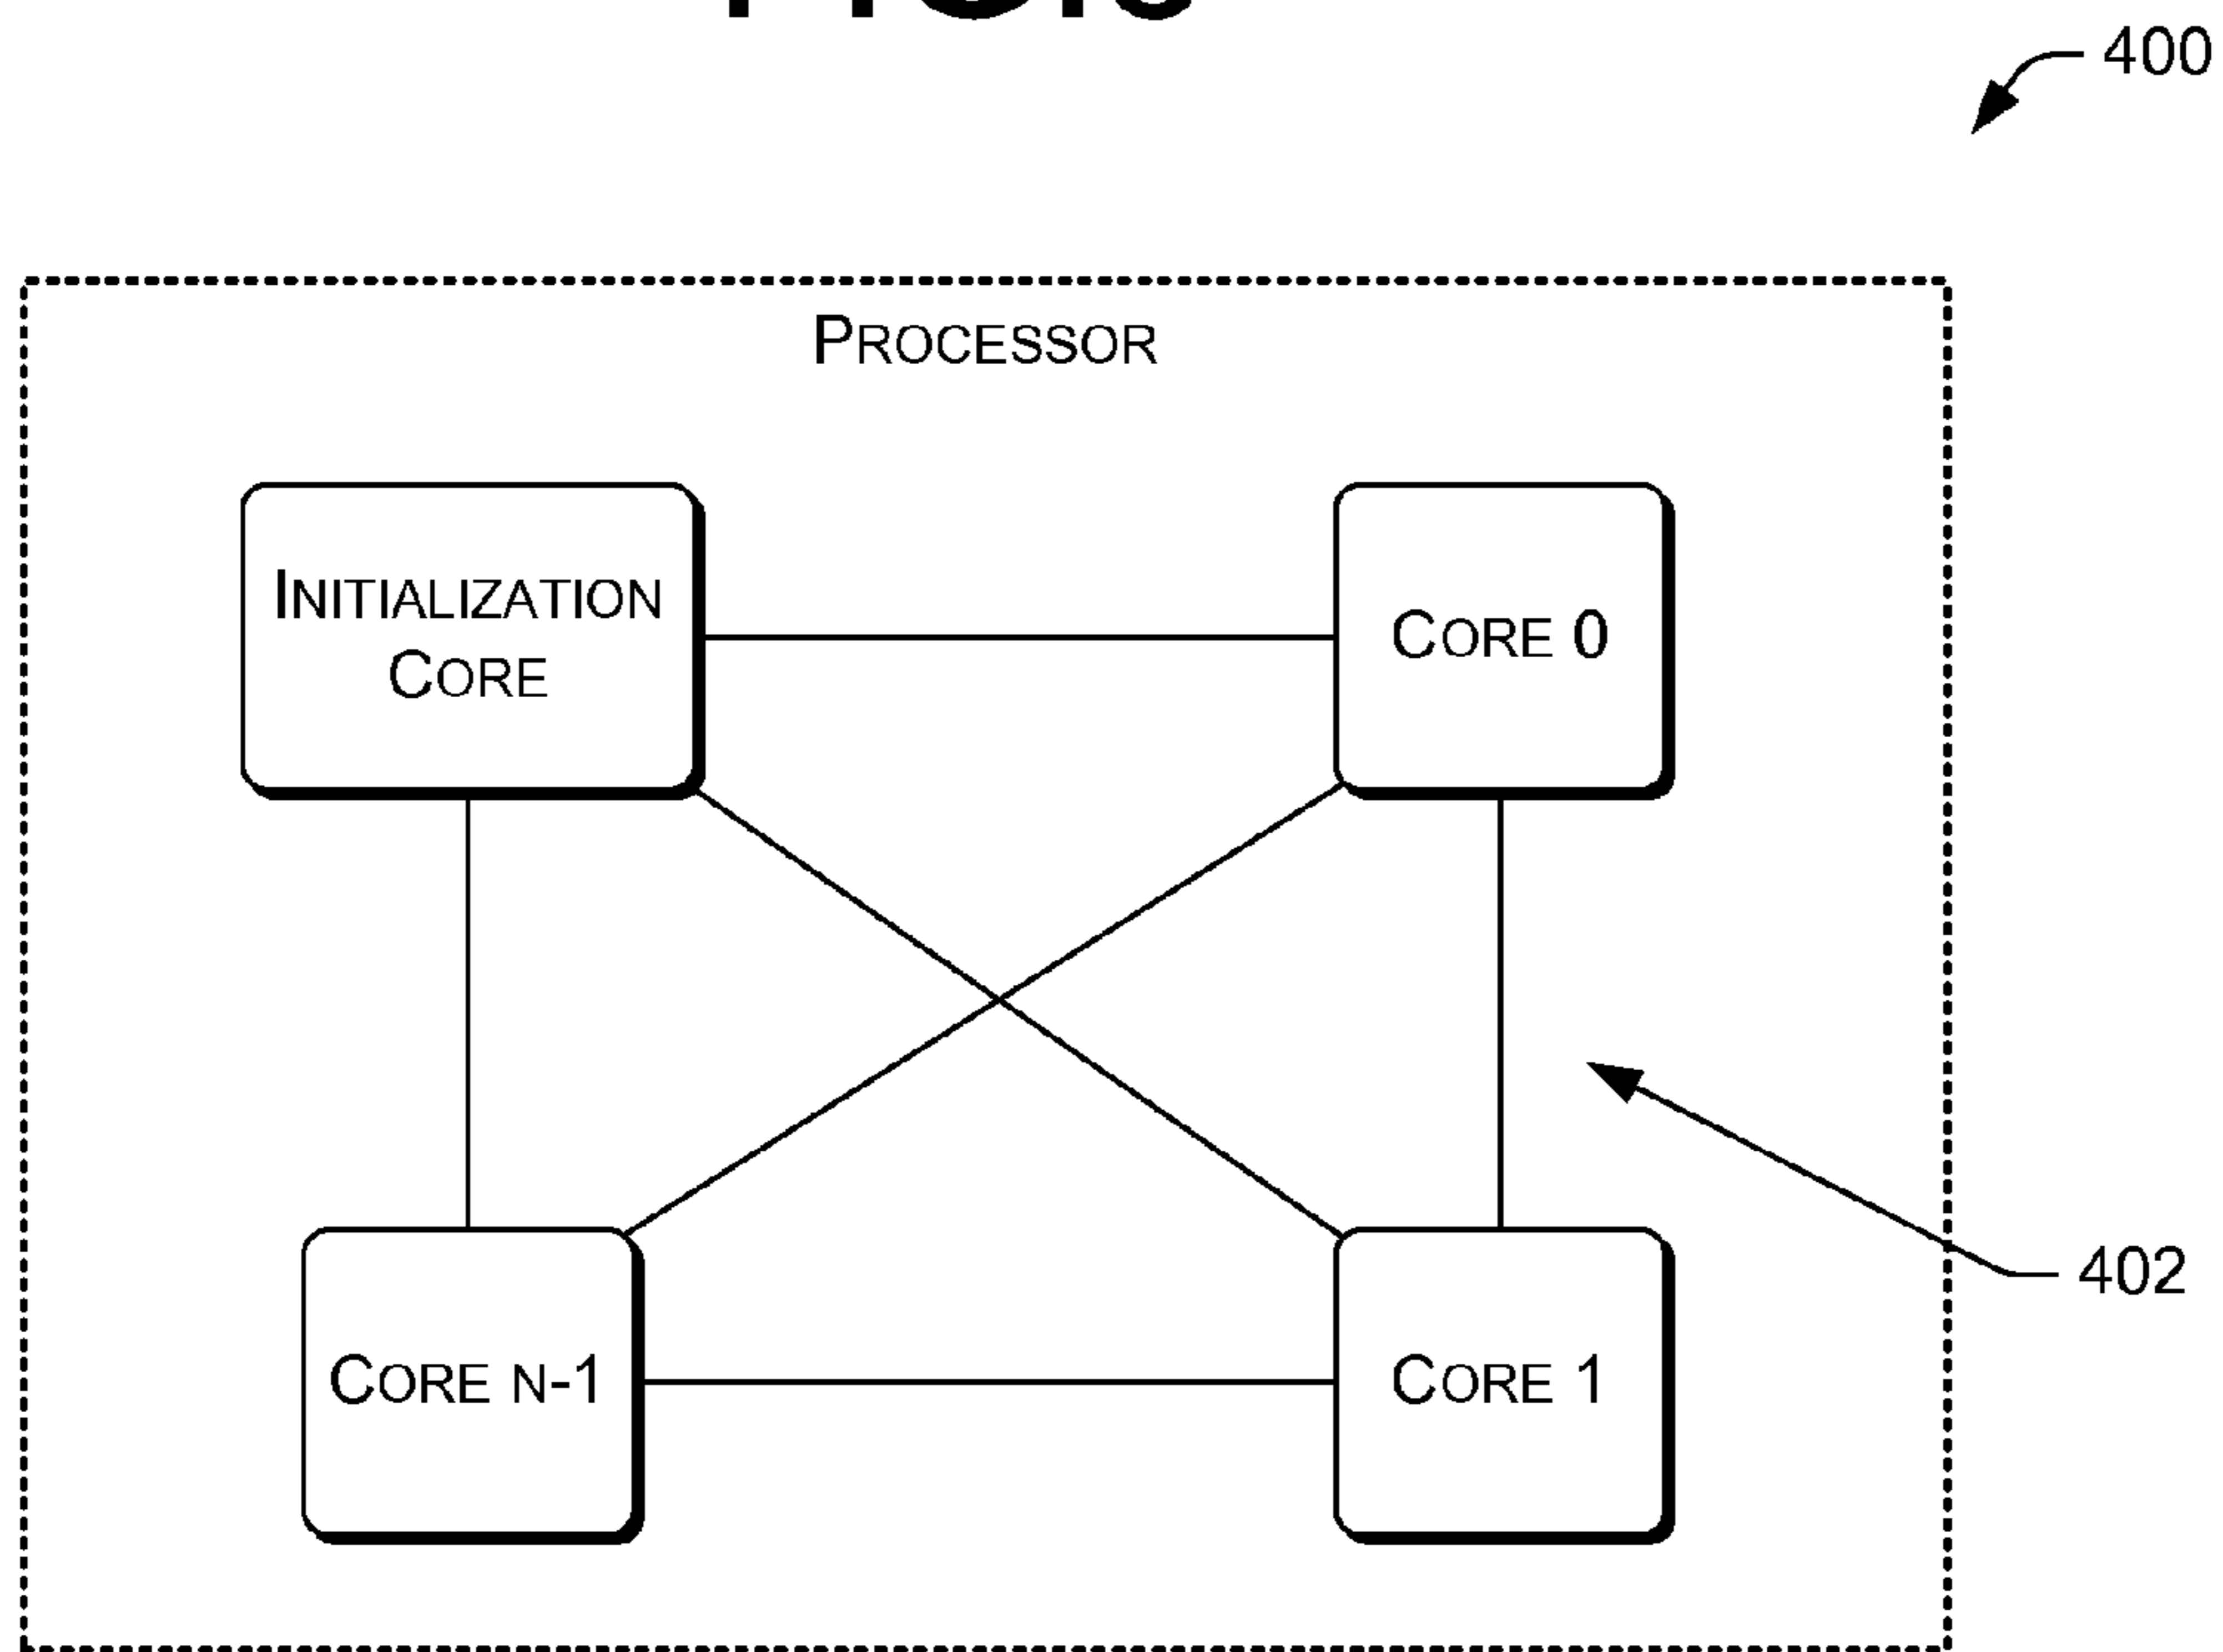 400
PROCESSOR
INITIALIZATION
CORE
CORE 0
CORE N-1
CORE 1
402